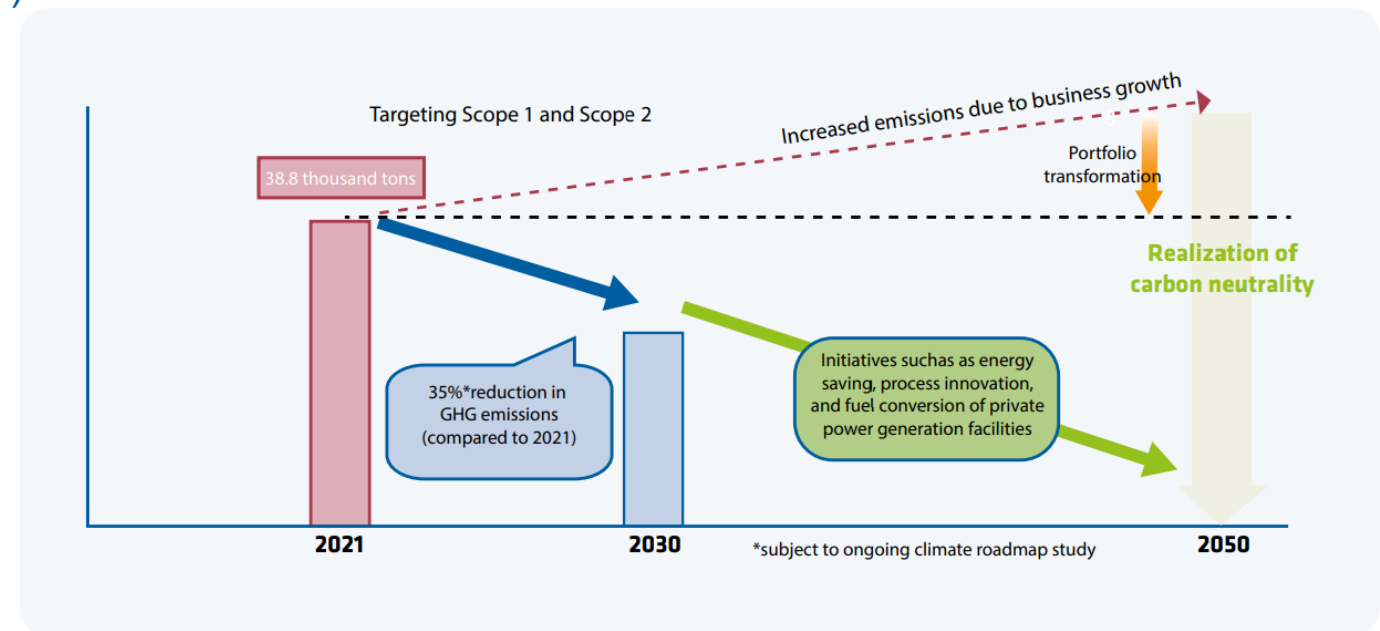 )
Increased emissions due to business growth
Targeting Scope 1 and Scope 2
38.8 thousand tons
Portfolio
transformation
Realization of
carbon neutrality
35%*reduction in
GHG emissions
(compared to 2021)
Initiatives suchas as energy
saving, process innovation,
and fuel conversion of private
power generation facilities
2021
2030
*subject to ongoing climate roadmap study
2050